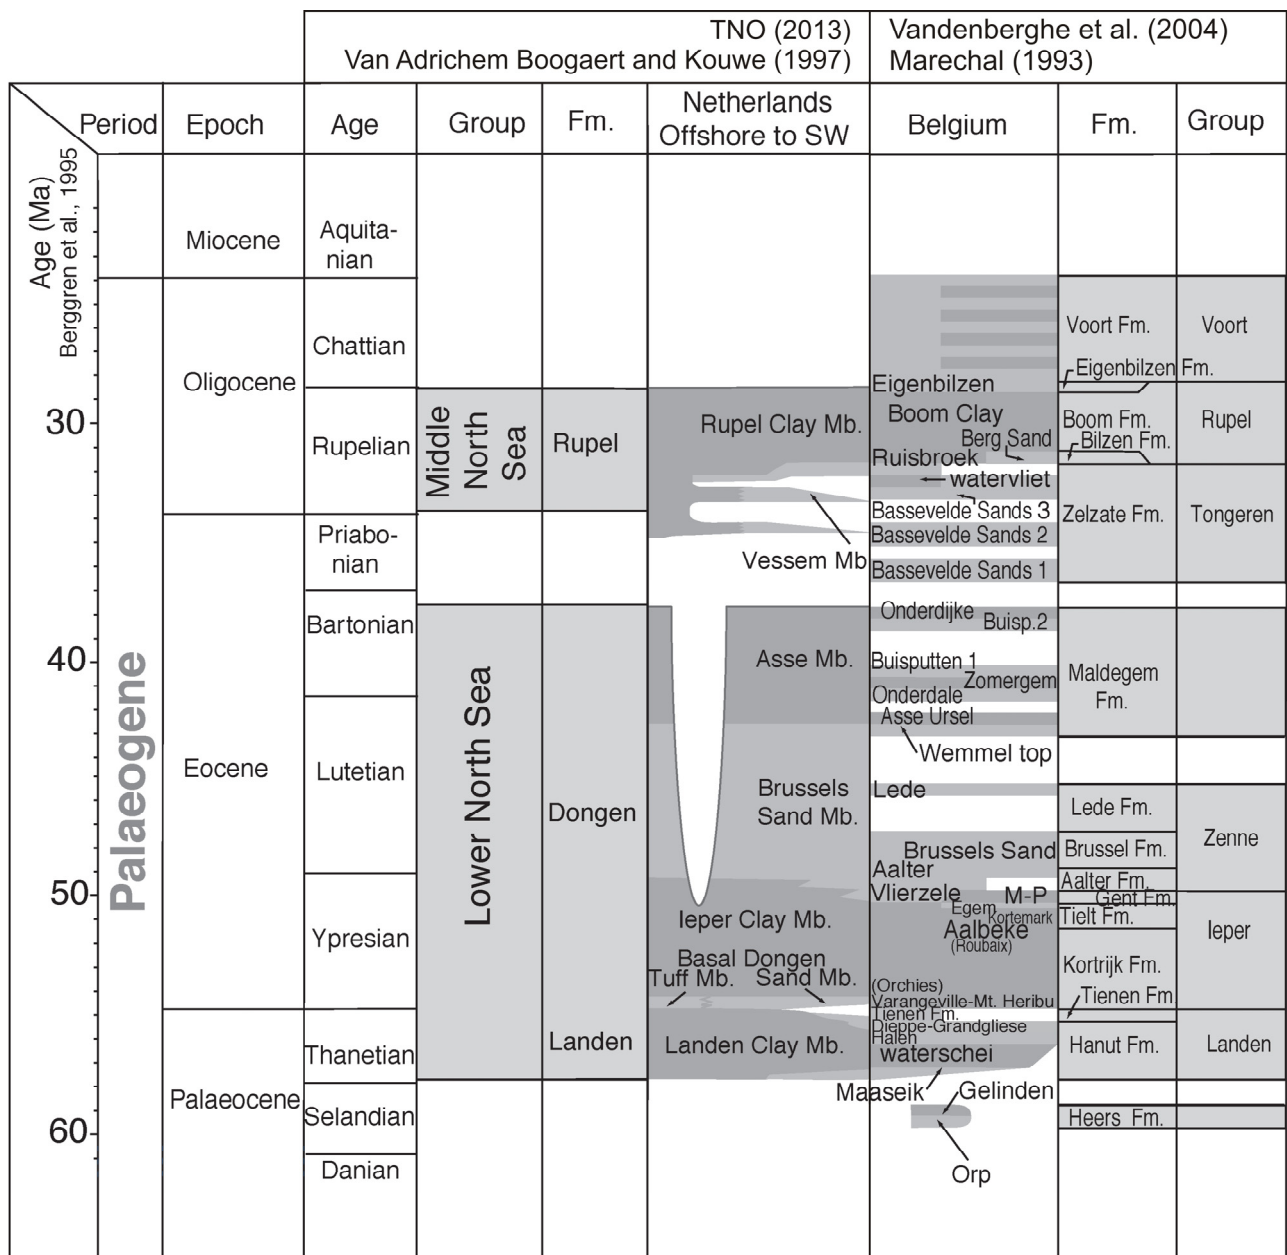 TNO (2013)
Van Adrichem Boogaert and Kouwe (1997)
Vandenberghe et al. (2004)
Marechal (1993)
Age (Ma)
Berggren et al., 1995
Period
Epoch
Age
Group
Fm.
Netherlands
Offshore to SW
Belgium
Fm.
Group
30
40
50
60
Palaeogene
Miocene
Oligocene
Eocene
Palaeocene
Aquita-
nian
Chattian
Rupelian
Priabo-
nian
Bartonian
Lutetian
Ypresian
Thanetian
Selandian
Danian
Middle
North
Sea
Lower North Sea
Rupel
Dongen
Landen
Rupel Clay Mb.
Vessem Mb
Asse Mb.
Brussels
Sand Mb.
Ieper Clay Mb.
Basal Dongen
Tuff Mb.
Sand Mb.
Landen Clay Mb.
Eigenbilzen
Boom Clay
Berg Sand
Ruisbroek
watervliet
Bassevelde Sands 3
Bassevelde Sands 2
Bassevelde Sands 1
Onderdijke
Buisp.2
Buisputten 1
Zomergem
Onderdale
Asse Ursel
Wemmel top
Lede
Brussels Sand
Aalter
Vlierzele
M-P
Egem
Kortemark
Aalbeke
(Roubaix)
(Orchies)
Varangeville-Mt. Heribu
Tienen Fm.
Dieppe-Grandgliese
Halen
waterschei
Maaseik
Gelinden
Orp
Voort Fm.
Eigenbilzen Fm.
Boom Fm.
Bilzen Fm.
Zelzate Fm.
Maldegem
Fm.
Lede Fm.
Brussel Fm.
Aalter Fm.
Gent Fm.
Tielt Fm.
Kortrijk Fm.
Tienen Fm
Hanut Fm.
Heers Fm.
Voort
Rupel
Tongeren
Zenne
Ieper
Landen